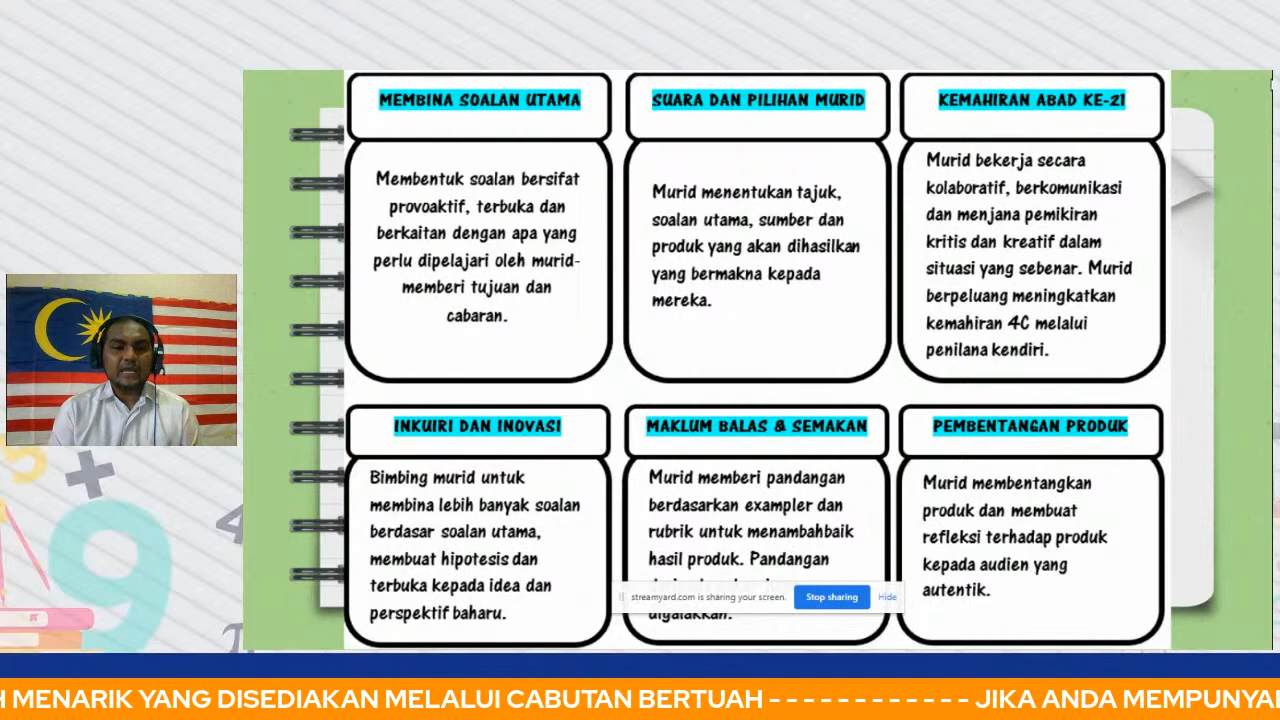 MEMBINA SOALAN UTAMA
Membentuk soalan bersifat
provoaktif, terbuka dan
berkaitan dengan apa yang
perlu dipelajari oleh murid-
memberi tujuan dan
cabaran.
SUARA DAN PILIHAN MURID
Murid menentukan tajuk,
soalan utama, sumber dan
produk yang akan dihasilkan
yang bermakna kepada
mereka.
KEMAHIRAN ABAD KE-21
Murid bekerja secara
kolaboratif, berkomunikasi
dan menjana pemikiran
kritis dan kreatif dalam
situasi yang sebenar. Murid
berpeluang meningkatkan
kemahiran 4C melalui
penilana kendiri.
INKUIRI DAN INOVASI
Bimbing murid untuk
membina lebih banyak soalan
berdasar soalan utama,
membuat hipotesis dan
terbuka kepada idea dan
perspektif baharu.
MAKLUM BALAS & SEMAKAN
Murid memberi pandangan
berdasarkan exampler dan
rubrik untuk menambahbaik
hasil produk. Pandangan
digalakkan.
PEMBENTANGAN PRODUK
Murid membentangkan
produk dan membuat
refleksi terhadap produk
kepada audien yang
autentik.
streamyard.com is sharing your screen. Stop sharing Hide
H MENARIK YANG DISEDIAKAN MELALUI CABUTAN BERTUAH - - - - - - - - - - - - JIKA ANDA MEMPUNYAI